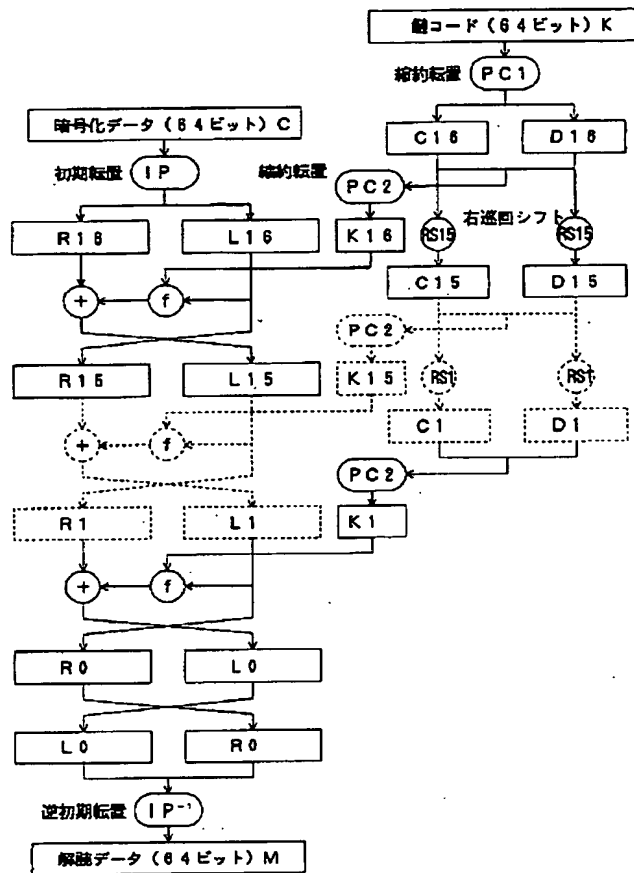 鍵コード(64ビット)K
縮約転置 PC1
暗号化データ(64ビット)C
C16 D16
初期転置 IP 縮約転置 PC2
右巡回シフト
R16 L16 K16 RS15 RS15
+ f C15 D15
PC2
R15 L15 K15 RS1 RS1
+ f C1 D1
PC2
R1 L1 K1
+ f
R0 L0
L0 R0
逆初期転置 IP⁻¹
解読データ(64ビット)M